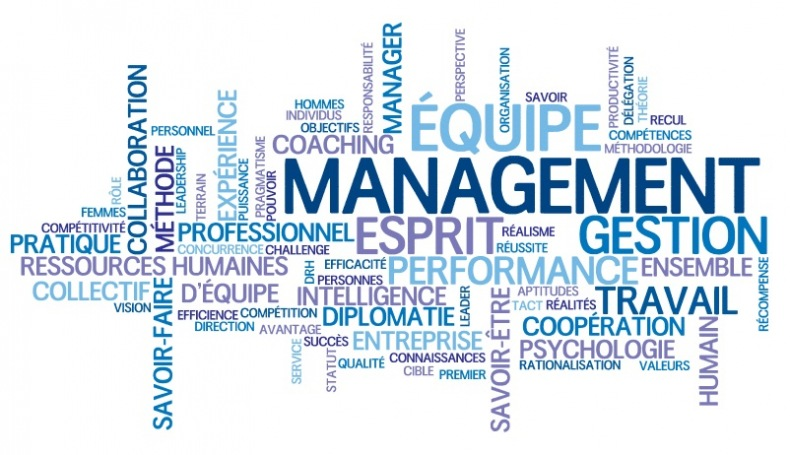 MANAGER
RESPONSABILITÉ
PERSPECTIVE
ORGANISATION
PRODUCTIVITÉ
DÉLÉGATION
THÉORIE
COLLABORATION
EXPÉRIENCE
HOMMES
INDIVIDUS
OBJECTIFS
SAVOIR
ÉQUIPE
RECUL
COMPÉTENCES
MÉTHODOLOGIE
PERSONNEL
COACHING
MÉTHODE
LEADERSHIP
TERRAIN
PUISSANCE
PRAGMATISME
POUVOIR
MANAGEMENT
RÔLE
FEMMES
COMPÉTITIVITÉ
PRATIQUE
PROFESSIONNEL
CONCURRENCE
CHALLENGE
ESPRIT
RÉALISME
RÉUSSITE
GESTION
RESSOURCES HUMAINES
DRH
EFFICACITÉ
PERSONNES
PERFORMANCE
ENSEMBLE
RÉCOMPENSE
COLLECTIF
D'ÉQUIPE
INTELLIGENCE
LEADER
APTITUDES
TACT
RÉALITÉS
TRAVAIL
VISION
SAVOIR-FAIRE
EFFICIENCE
COMPÉTITION
DIPLOMATIE
SAVOIR-ÊTRE
COOPÉRATION
DIRECTION
AVANTAGE
SERVICE
SUCCÈS
STATUT
ENTREPRISE
PSYCHOLOGIE
HUMAIN
QUALITÉ
CONNAISSANCES
CIBLE
PREMIER
RATIONALISATION
VALEURS